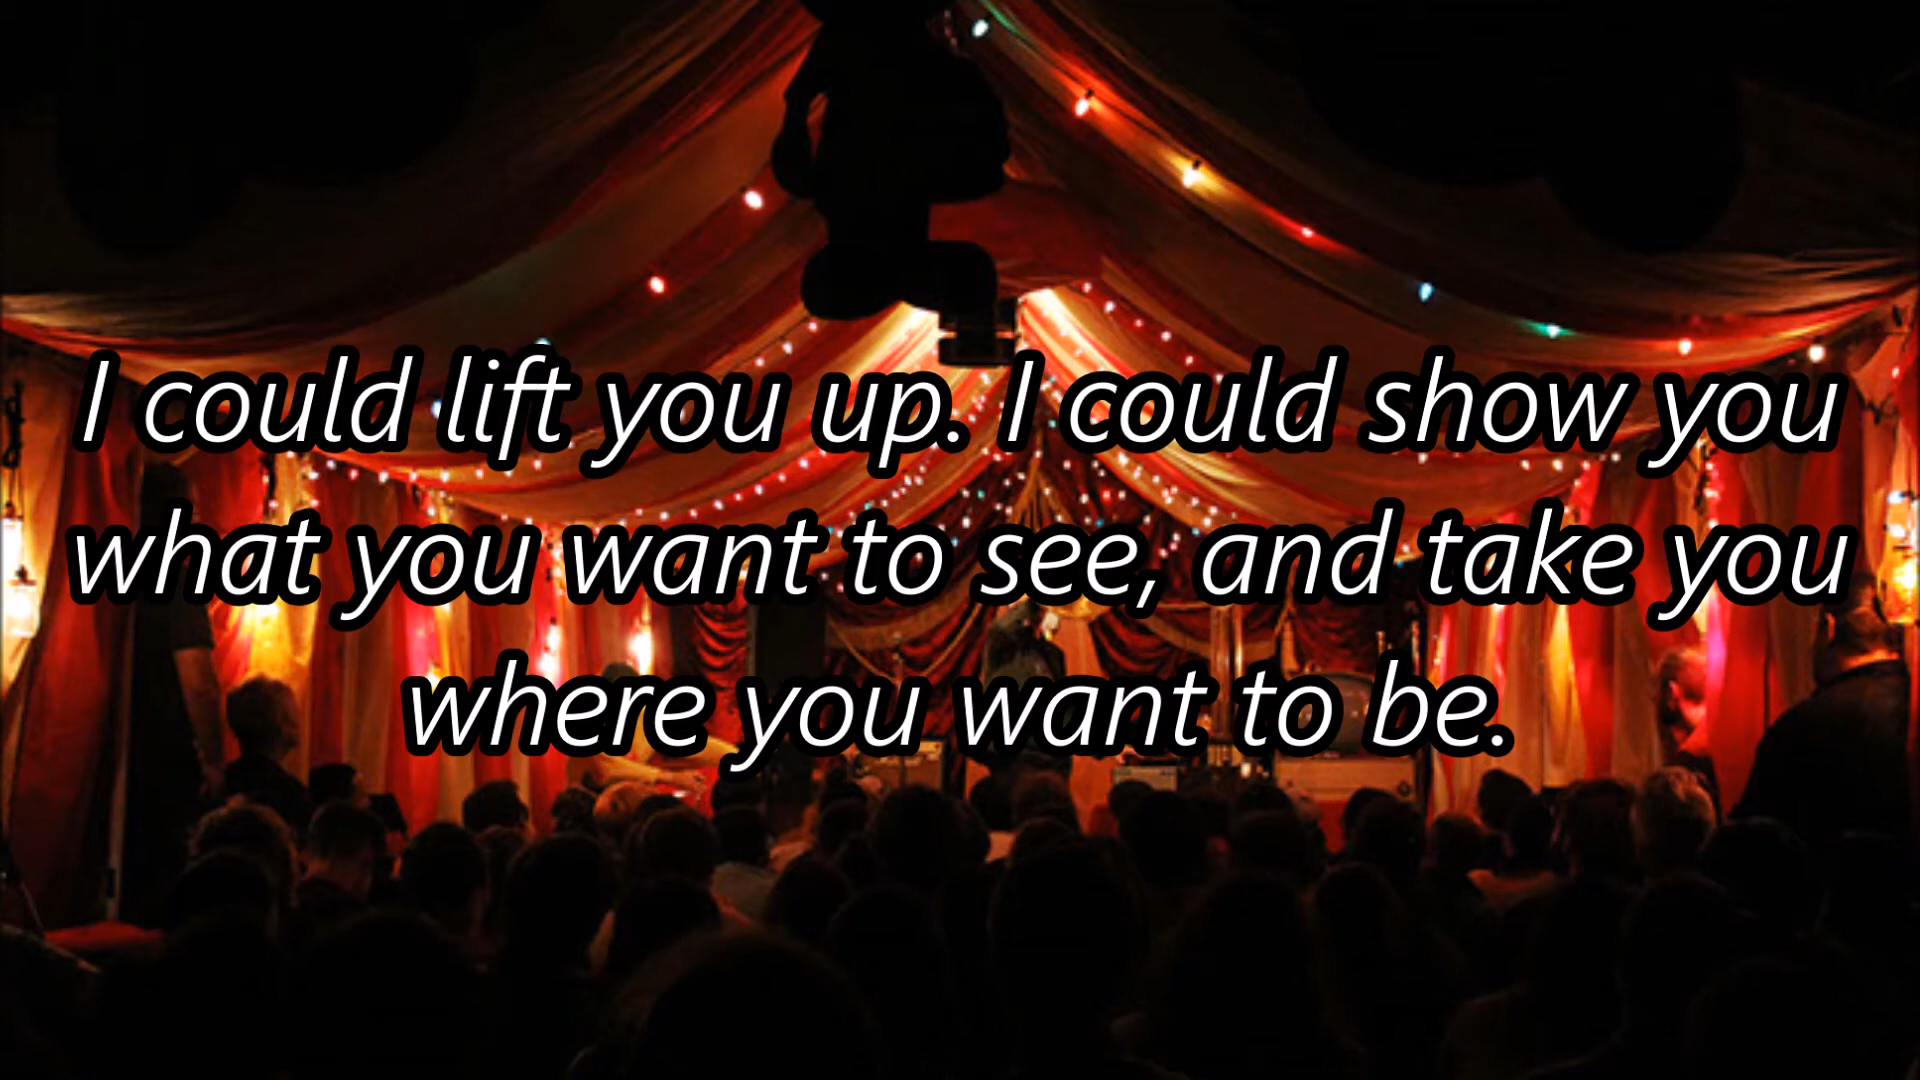 I could lift you up. I could show you
what you want to see, and take you
where you want to be.